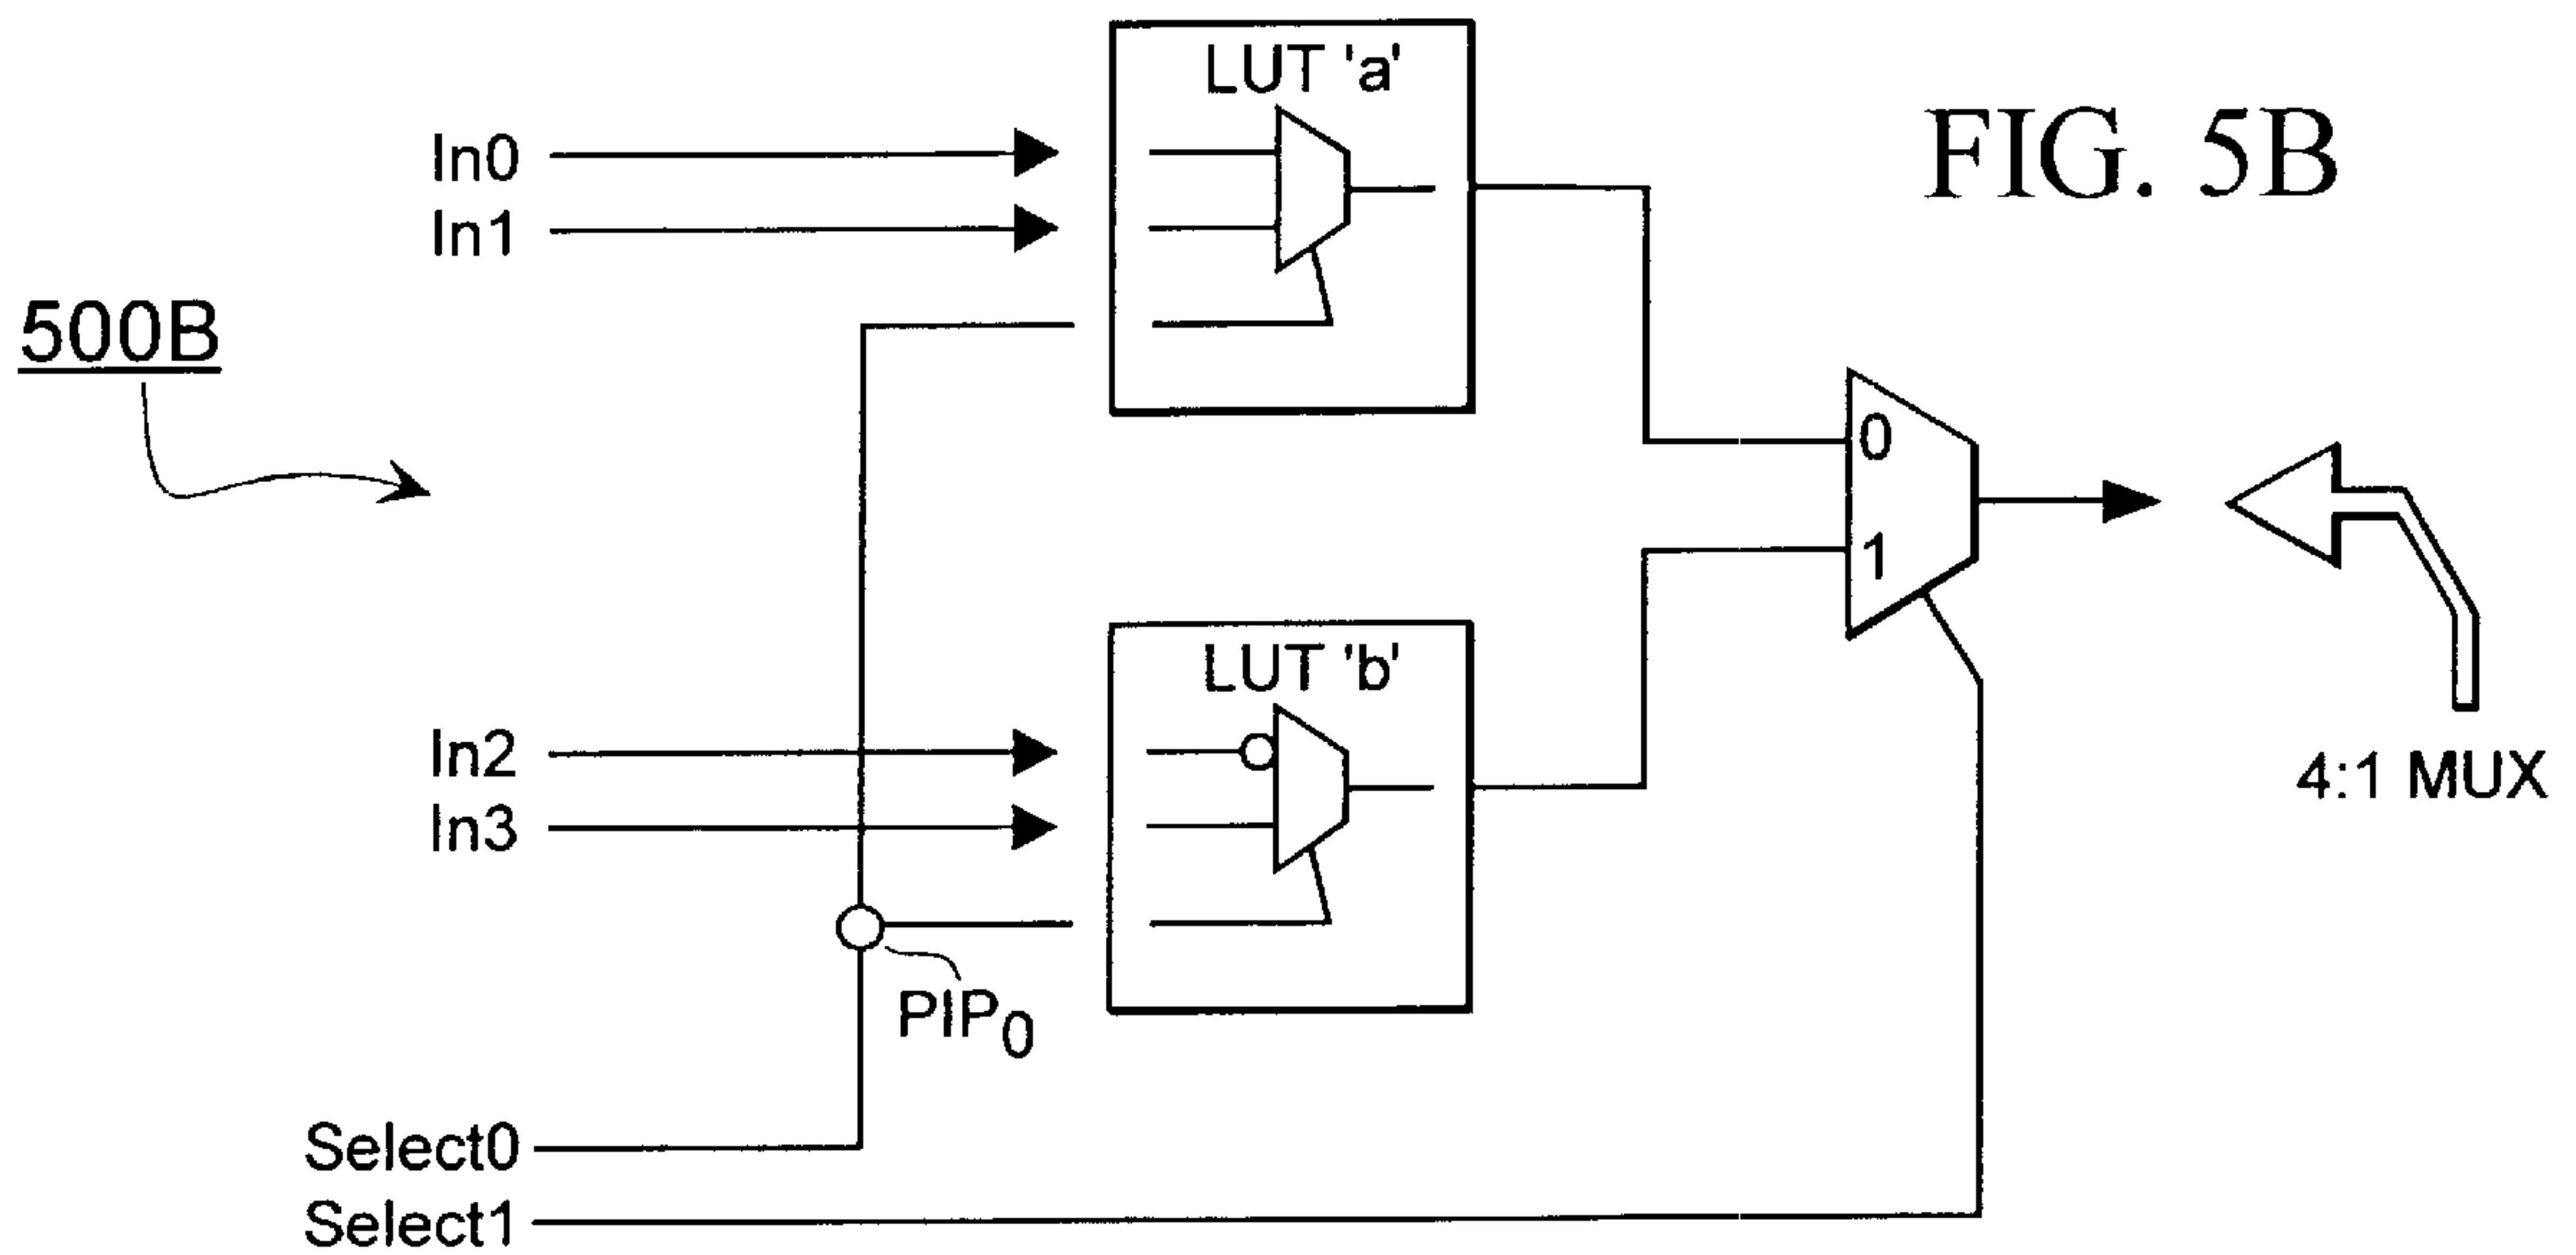 LUT 'a'
FIG. 5B
In0
In1
500B
0
1
LUT 'b'
In2
In3
4:1 MUX
PIP0
Select0
Select1